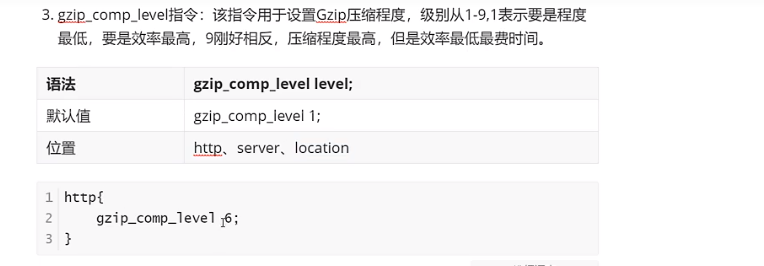 3. gzip_comp_level指令：该指令用于设置Gzip压缩程度，级别从1-9,1表示要是程度
最低，要是效率最高，9刚好相反，压缩程度最高，但是效率最低最费时间。
语法 gzip_comp_level level;
默认值 gzip_comp_level 1;
位置 http、server、location
1 http{
2 gzip_comp_level 6;
3 }